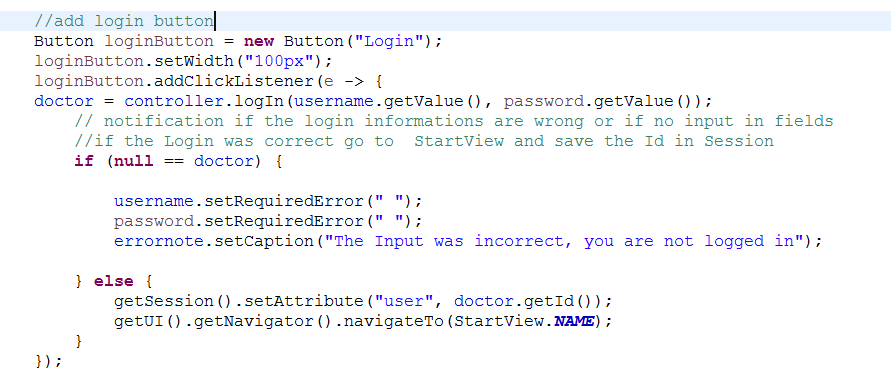 //add login button
Button loginButton = new Button("Login");
loginButton.setWidth("100px");
loginButton.addClickListener(e -> {
doctor = controller.logIn(username.getValue(), password.getValue());
// notification if the login informations are wrong or if no input in fields
//if the Login was correct go to  StartView and save the Id in Session
if (null == doctor) {
username.setRequiredError(" ");
password.setRequiredError(" ");
errornote.setCaption("The Input was incorrect, you are not logged in");
} else {
getSession().setAttribute("user", doctor.getId());
getUI().getNavigator().navigateTo(StartView.NAME);
}
});